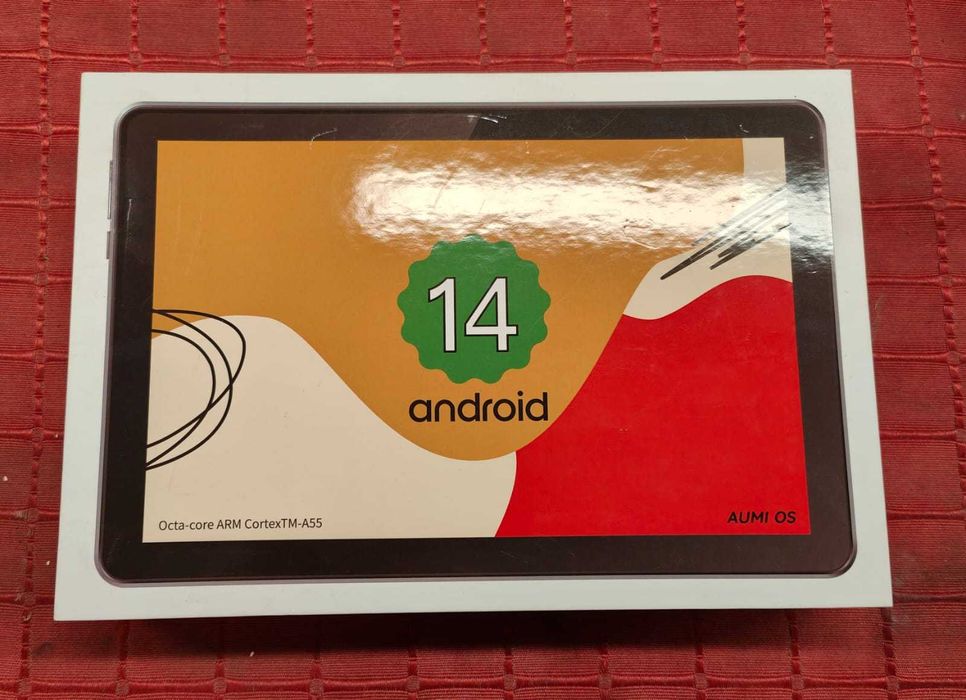 14
android
Octa-core ARM CortexTM-A55
AUMI OS